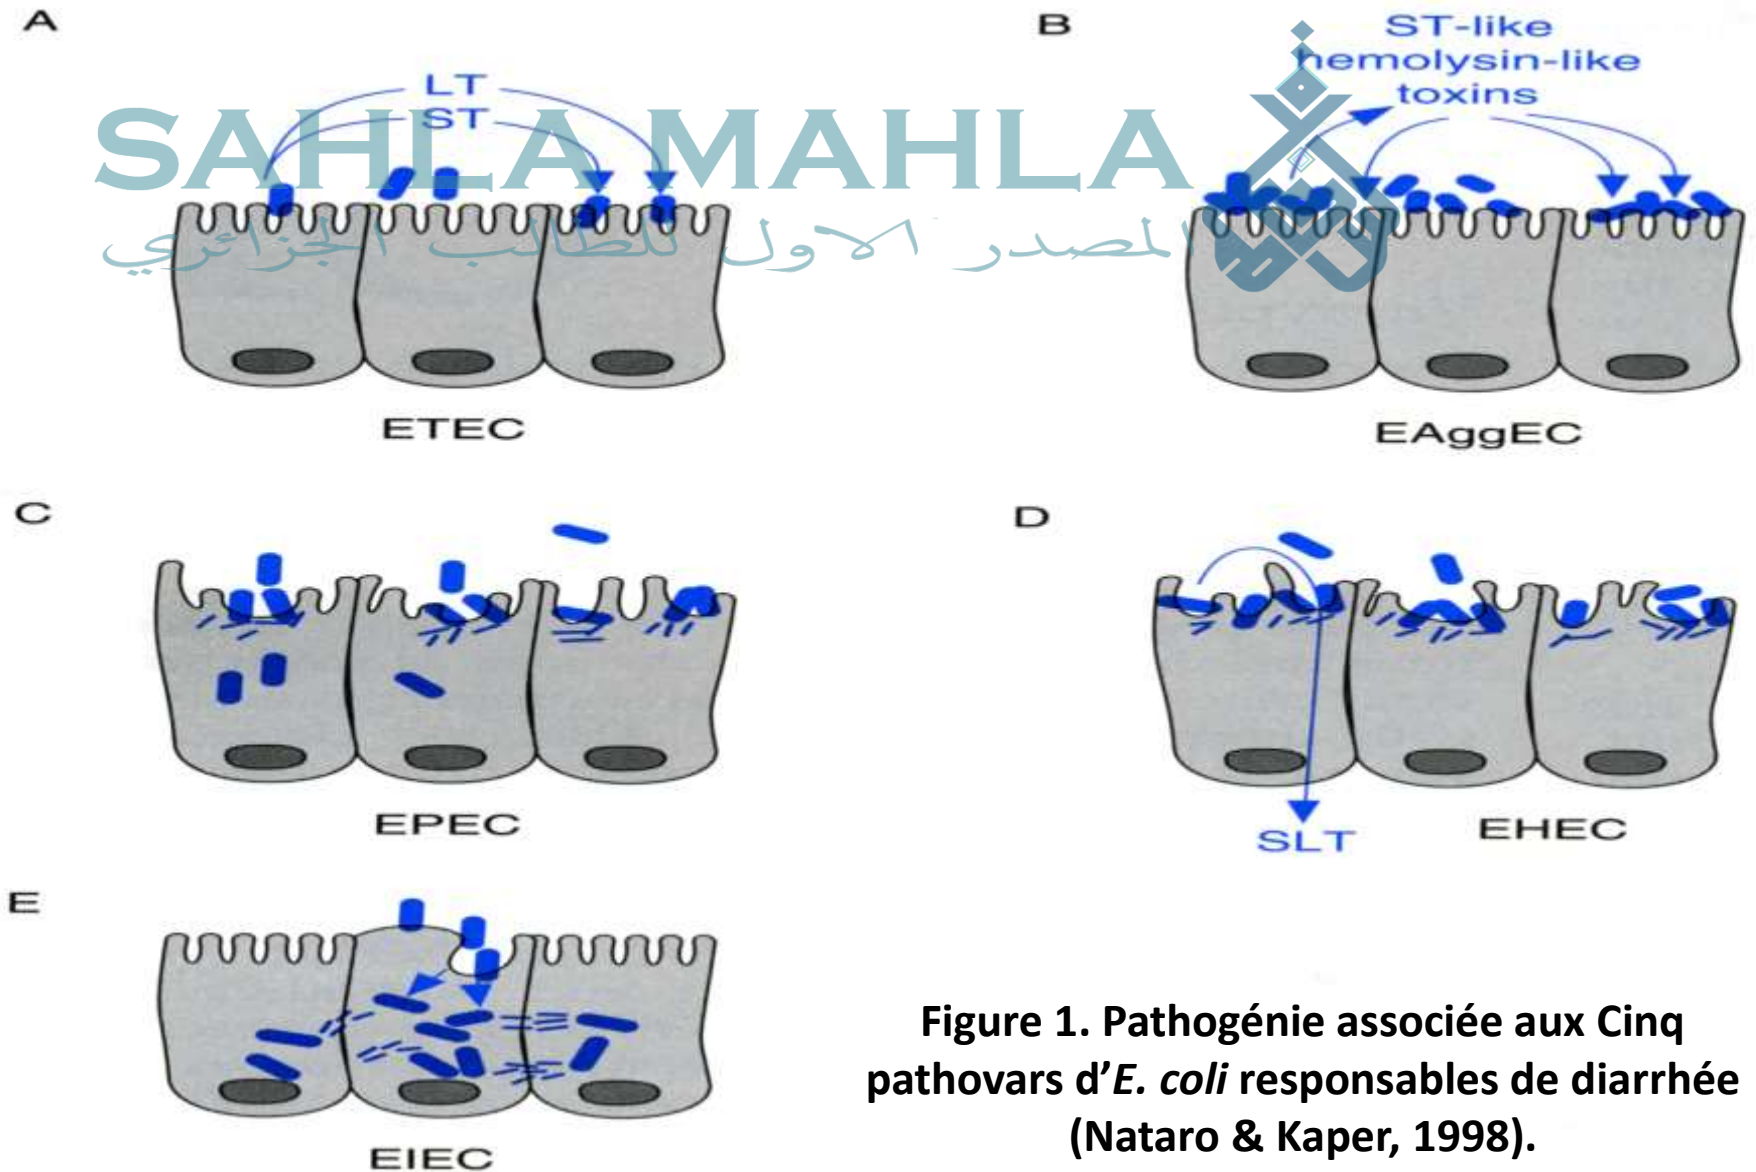 A
LT
ST
ETEC
B
ST-like
hemolysin-like
toxins
EAggEC
SAHLA MAHLA
المصدر الاول للطالب الجزائري
C
EPEC
D
SLT
EHEC
E
EIEC
Figure 1. Pathogénie associée aux Cinq
pathovars d’E. coli responsables de diarrhée
(Nataro & Kaper, 1998).